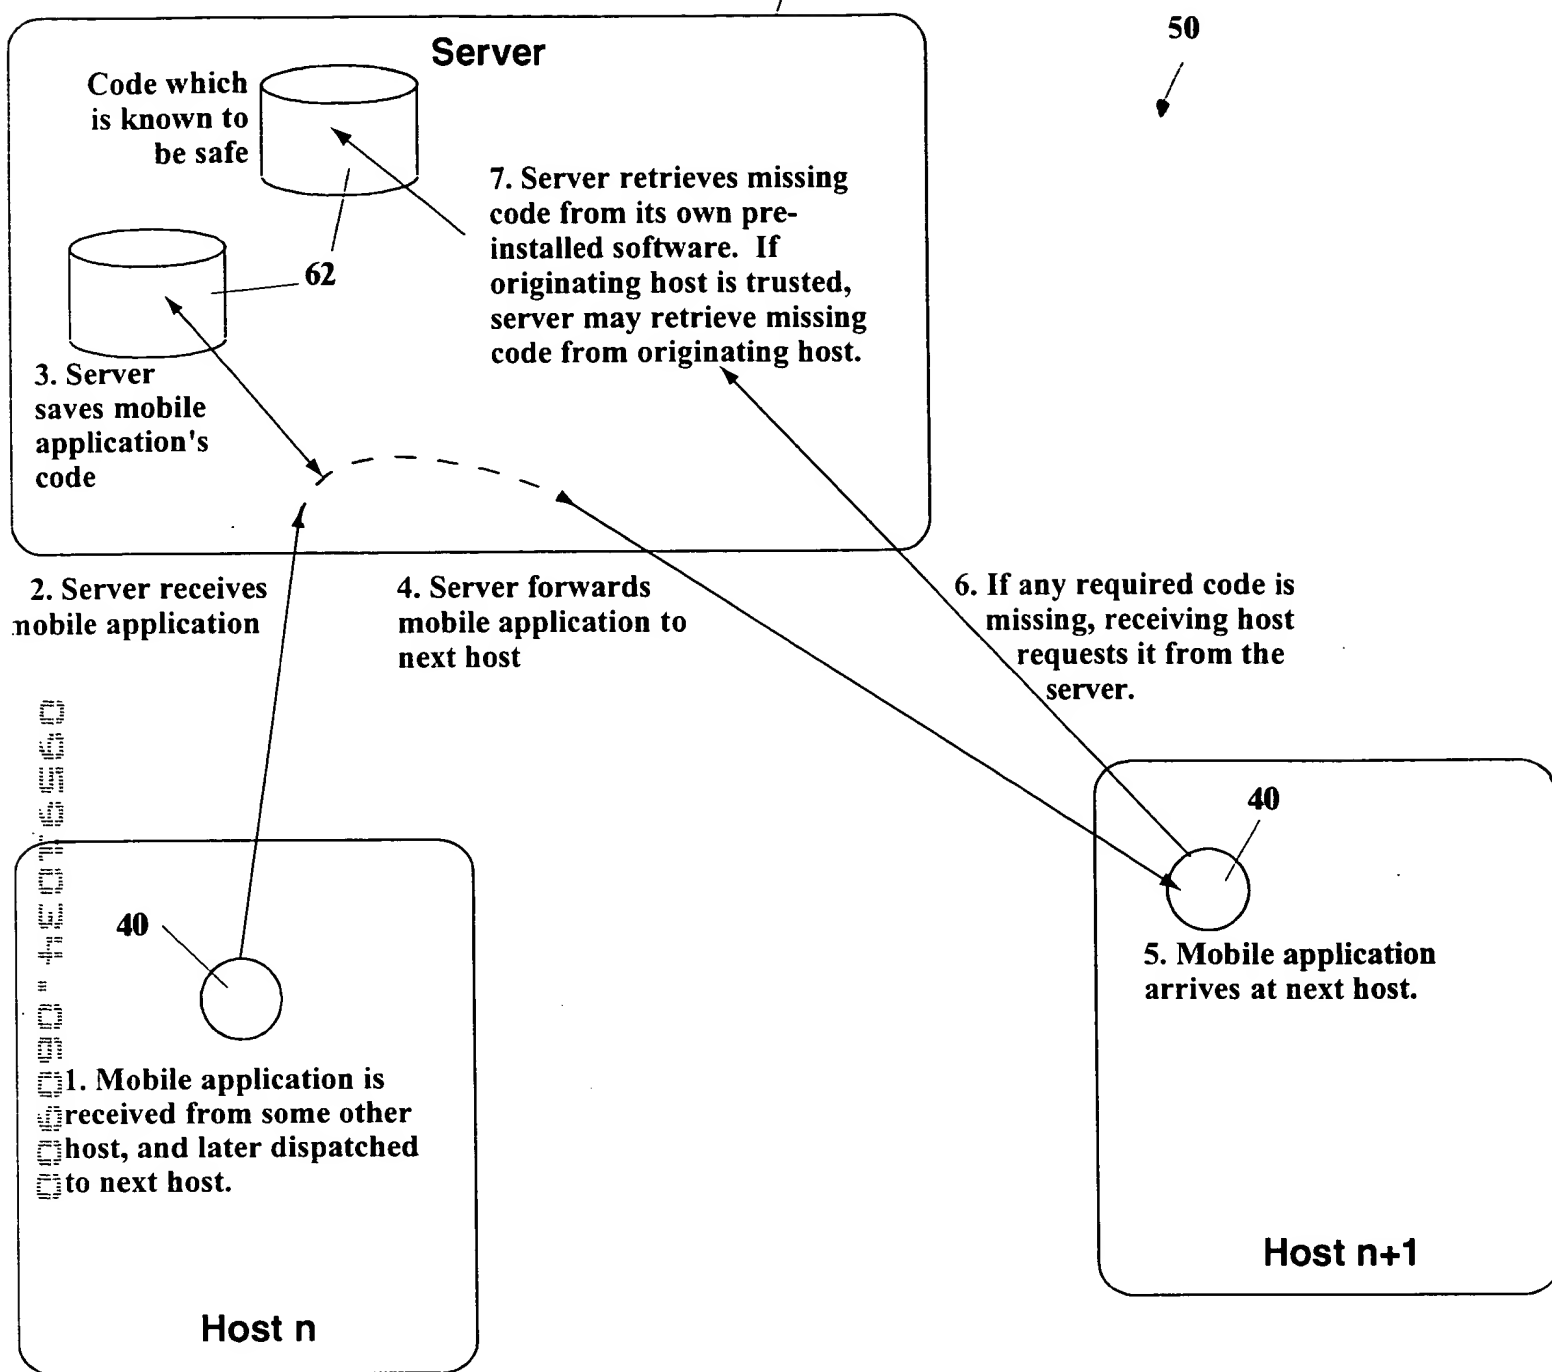 50
Server
Code which
is known to
be safe
7. Server retrieves missing
code from its own pre-
installed software. If
originating host is trusted,
server may retrieve missing
code from originating host.
62
3. Server
saves mobile
application's
code
2. Server receives
mobile application
4. Server forwards
mobile application to
next host
6. If any required code is
missing, receiving host
requests it from the
server.
40
5. Mobile application
arrives at next host.
Host n+1
40
1. Mobile application is
received from some other
host, and later dispatched
to next host.
Host n